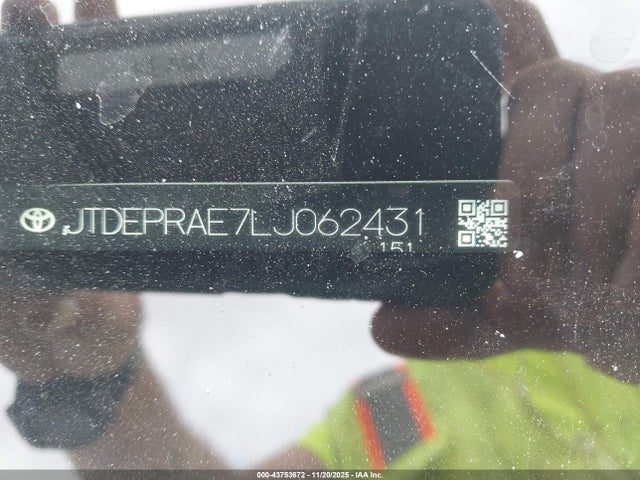 JTDEPRAE7LJ062431
151
000-43753672 - 11/20/2025 - IAA Inc.